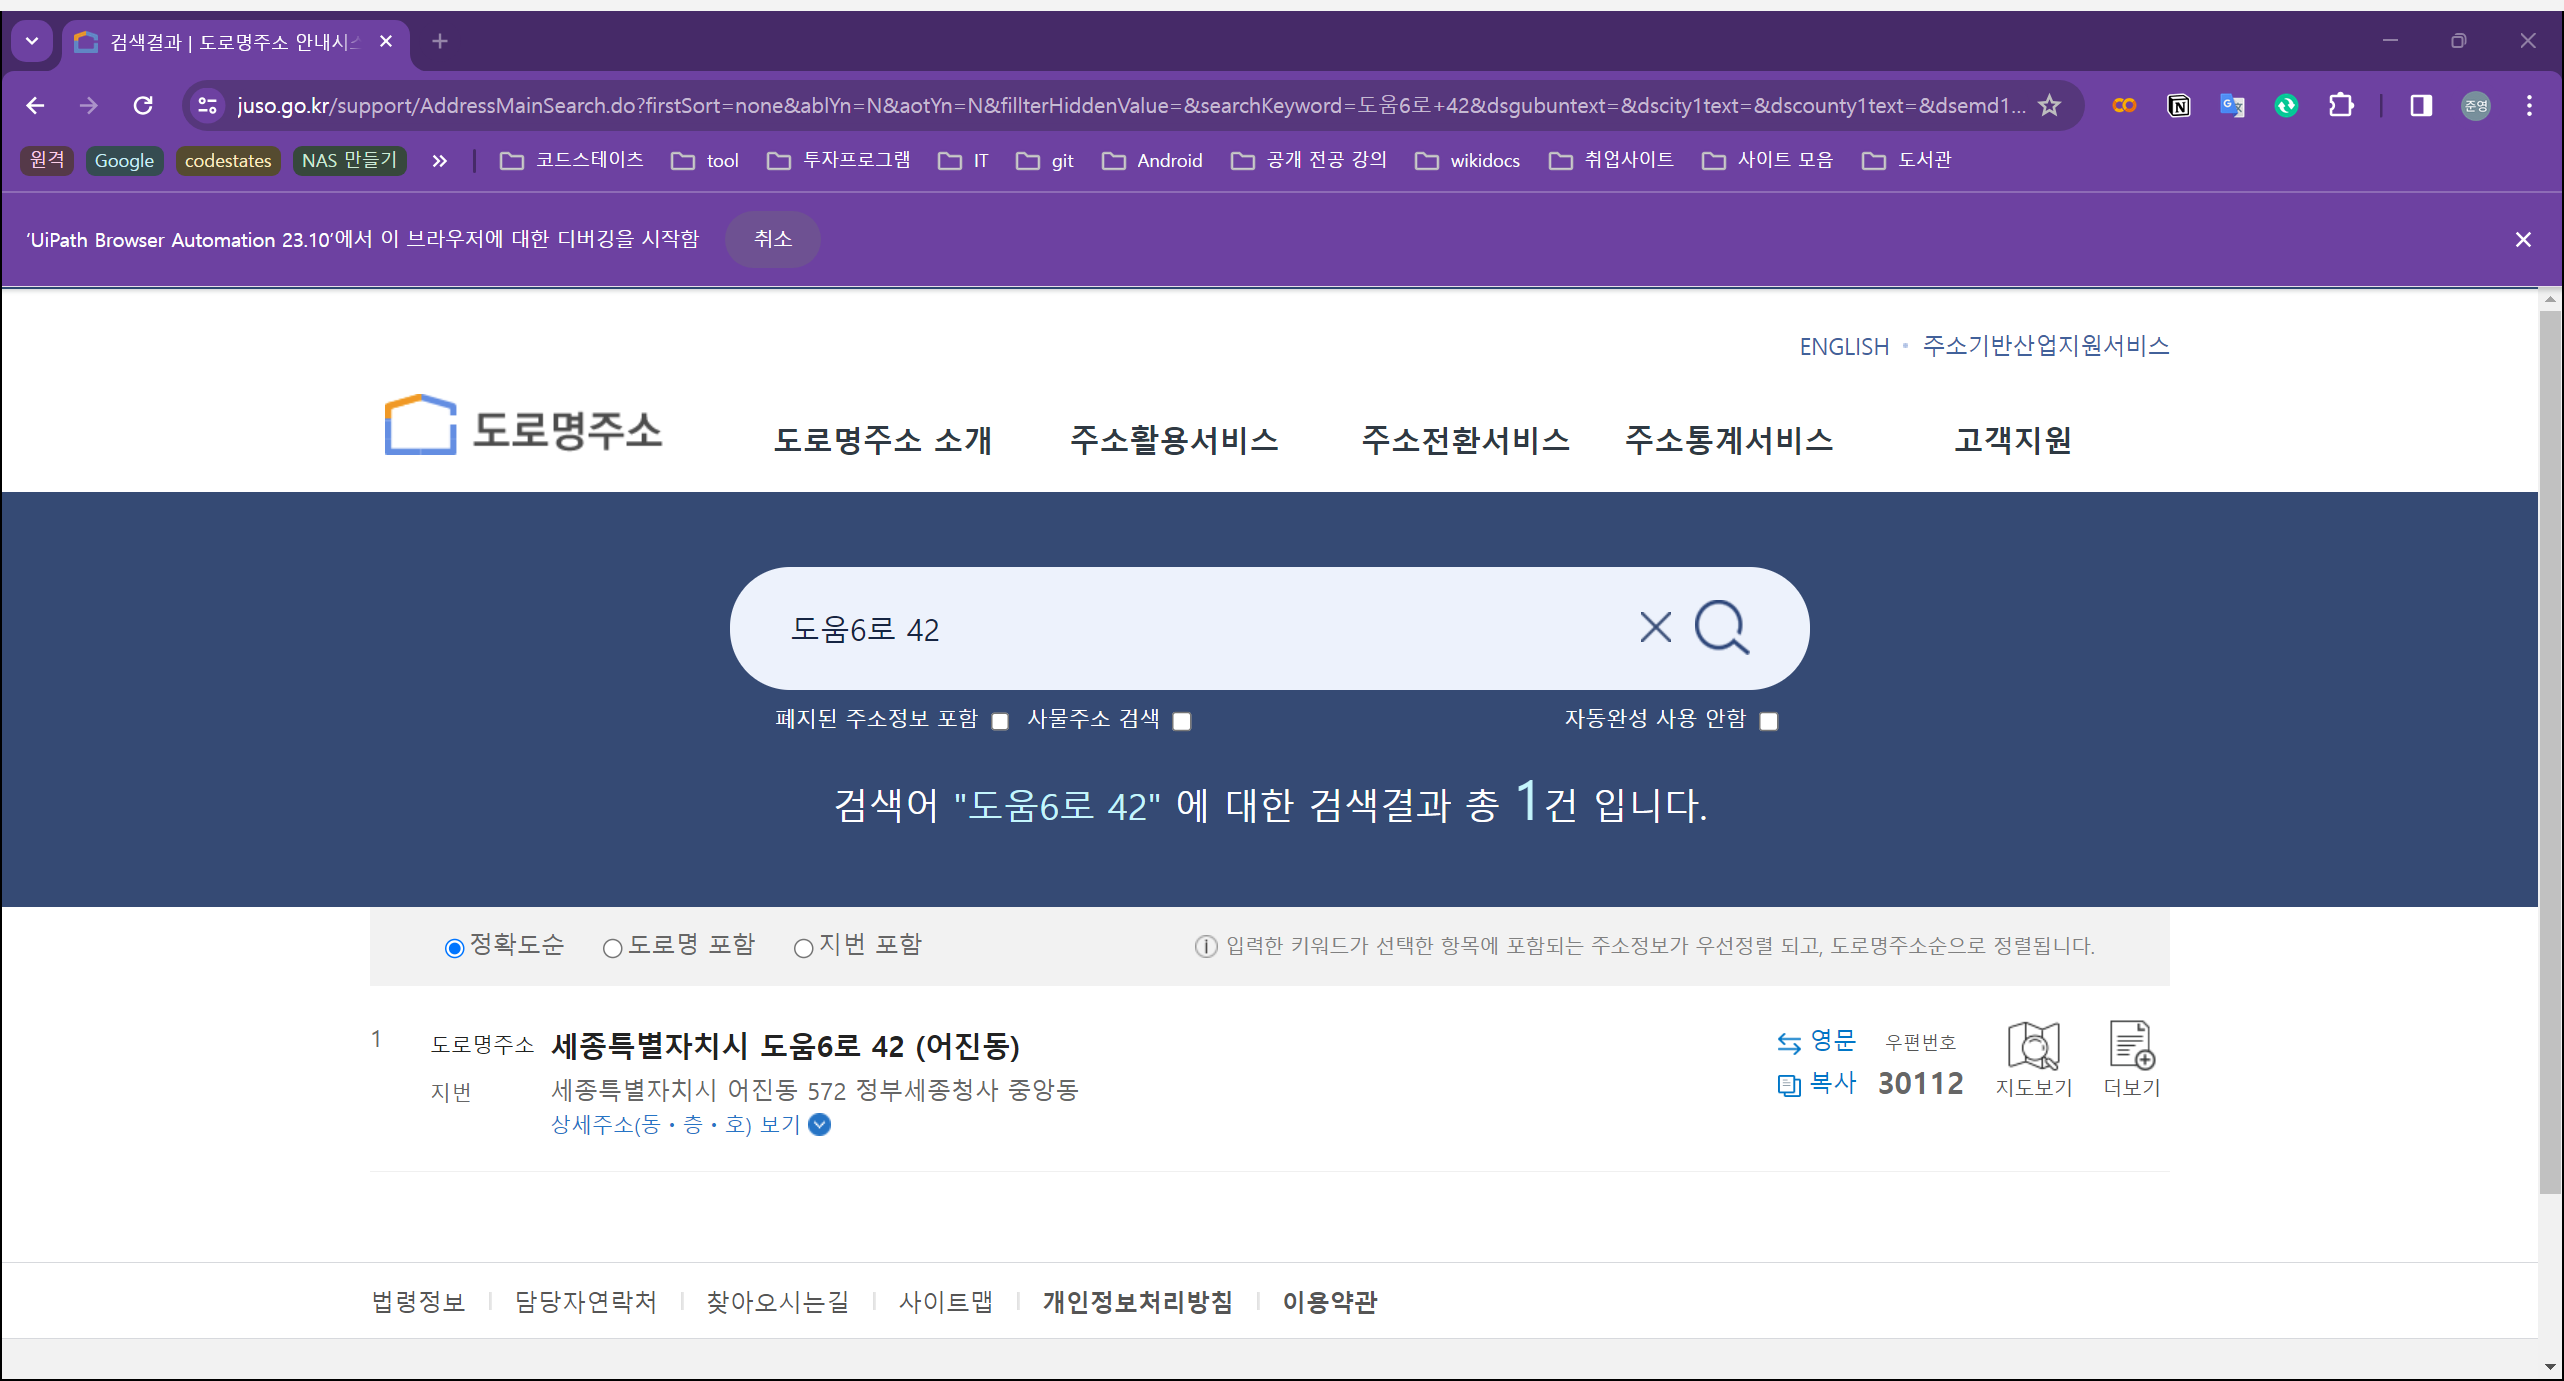 검색결과 | 도로명주소 안내시스
juso.go.kr/support/AddressMainSearch.do?firstSort=none&ablYn=N&aotYn=N&fillterHiddenValue=&searchKeyword=도움6로+42&dsgubuntext=&dscity1text=&dscounty1text=&dsemd1... 준영
원격 Google codestates NAS 만들기 » 코드스테이츠 tool 투자프로그램 IT git Android 공개 전공 강의 wikidocs 취업사이트 사이트 모음 도서관
'UiPath Browser Automation 23.10'에서 이 브라우저에 대한 디버깅을 시작함 취소
ENGLISH 주소기반산업지원서비스
도로명주소 도로명주소 소개 주소활용서비스 주소전환서비스 주소통계서비스 고객지원
도움6로 42
폐지된 주소정보 포함 사물주소 검색 자동완성 사용 안함
검색어 "도움6로 42" 에 대한 검색결과 총 1건 입니다.
정확도순 도로명 포함 지번 포함 입력한 키워드가 선택한 항목에 포함되는 주소정보가 우선정렬 되고, 도로명주소순으로 정렬됩니다.
1 도로명주소 세종특별자치시 도움6로 42 (어진동) 영문 우편번호
지번 세종특별자치시 어진동 572 정부세종청사 중앙동 복사 30112 지도보기 더보기
상세주소(동・층・호) 보기
법령정보 담당자연락처 찾아오시는길 사이트맵 개인정보처리방침 이용약관